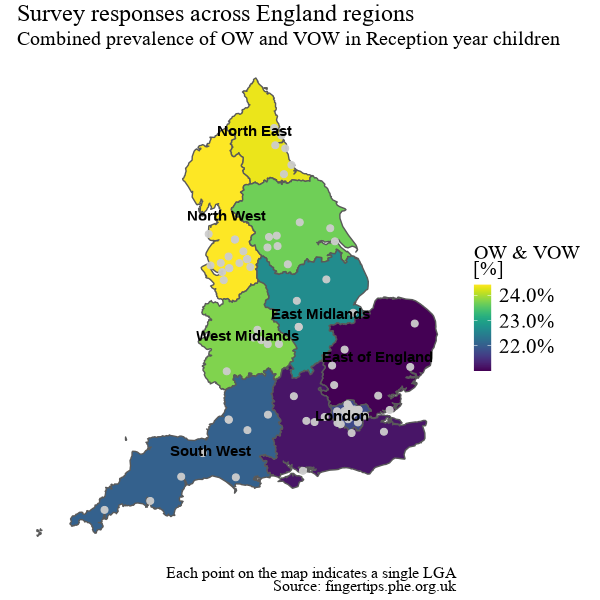 Survey responses across England regions
Combined prevalence of OW and VOW in Reception year children
North East
North West
OW & VOW
[%]
24.0%
23.0%
22.0%
East Midlands
West Midlands
East of England
London
South West
Each point on the map indicates a single LGA
Source: fingertips.phe.org.uk